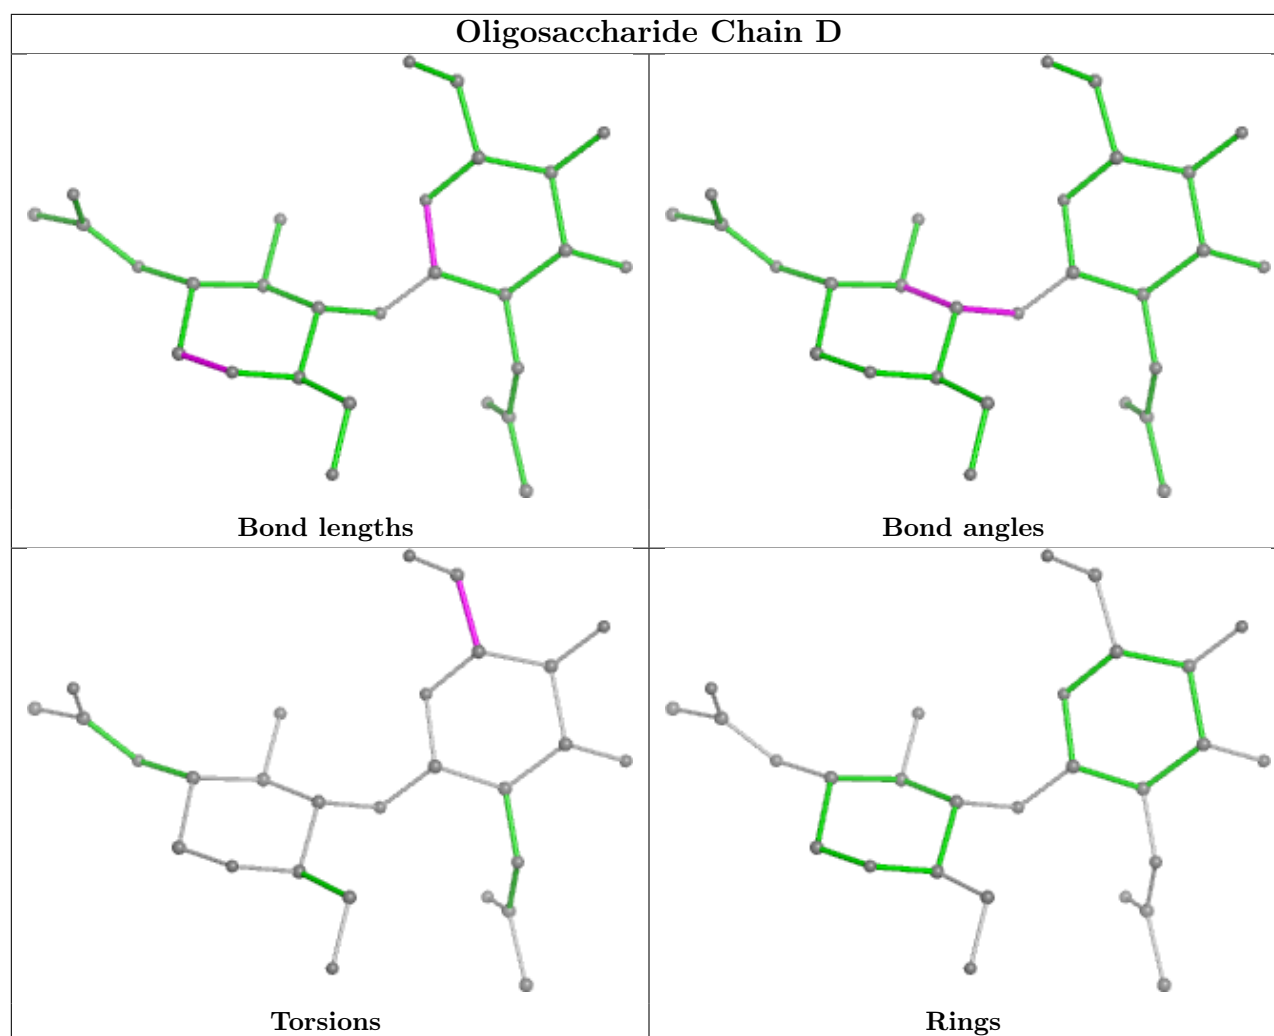 Oligosaccharide Chain D
Bond lengths
Bond angles
Torsions
Rings